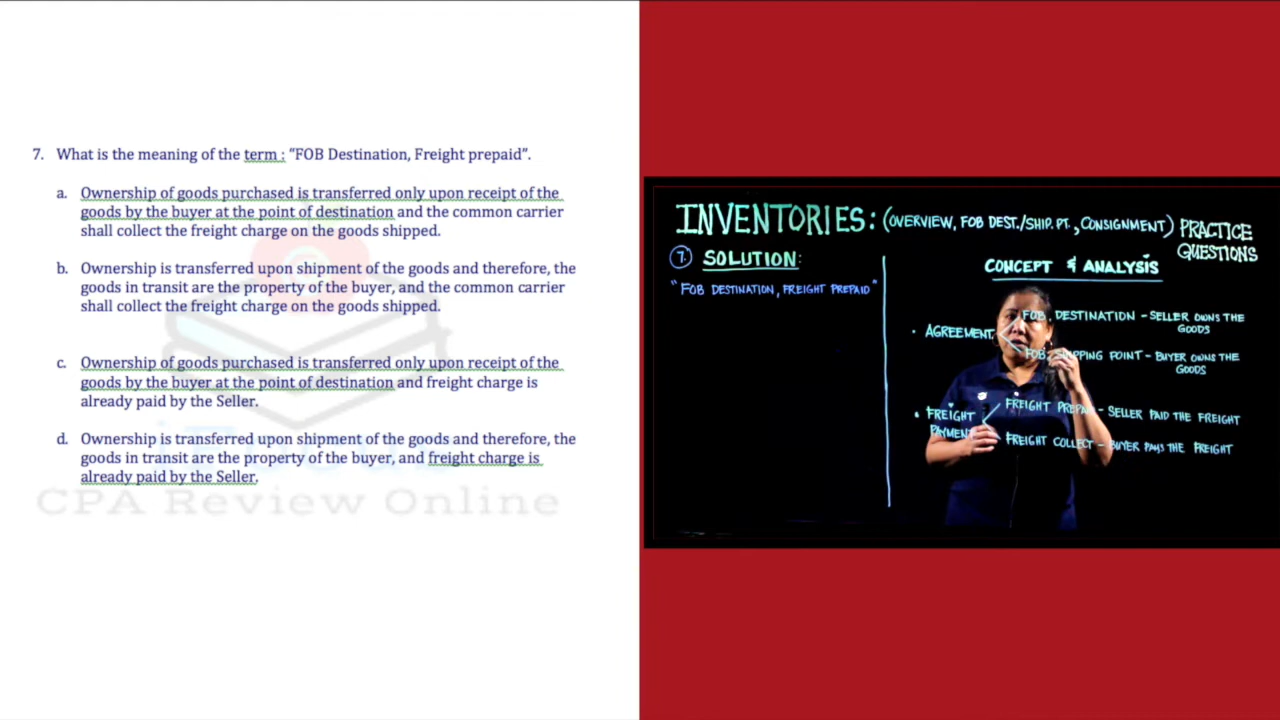 7. What is the meaning of the term : “FOB Destination, Freight prepaid”.
a. Ownership of goods purchased is transferred only upon receipt of the
goods by the buyer at the point of destination and the common carrier
shall collect the freight charge on the goods shipped.
b. Ownership is transferred upon shipment of the goods and therefore, the
goods in transit are the property of the buyer, and the common carrier
shall collect the freight charge on the goods shipped.
c. Ownership of goods purchased is transferred only upon receipt of the
goods by the buyer at the point of destination and freight charge is
already paid by the Seller.
d. Ownership is transferred upon shipment of the goods and therefore, the
goods in transit are the property of the buyer, and freight charge is
already paid by the Seller.
CPA Review Online
INVENTORIES: (OVERVIEW, FOB DEST./SHIP. PT., CONSIGNMENT) PRACTICE
QUESTIONS
7. SOLUTION:
"FOB DESTINATION, FREIGHT PREPAID"
CONCEPT & ANALYSIS
• AGREEMENT
FOB, DESTINATION – SELLER OWNS THE
GOODS
FOB, SHIPPING POINT – BUYER OWNS THE
GOODS
• FREIGHT
PAYMENT
FREIGHT PREPAID – SELLER PAID THE FREIGHT
FREIGHT COLLECT – BUYER PAYS THE FREIGHT